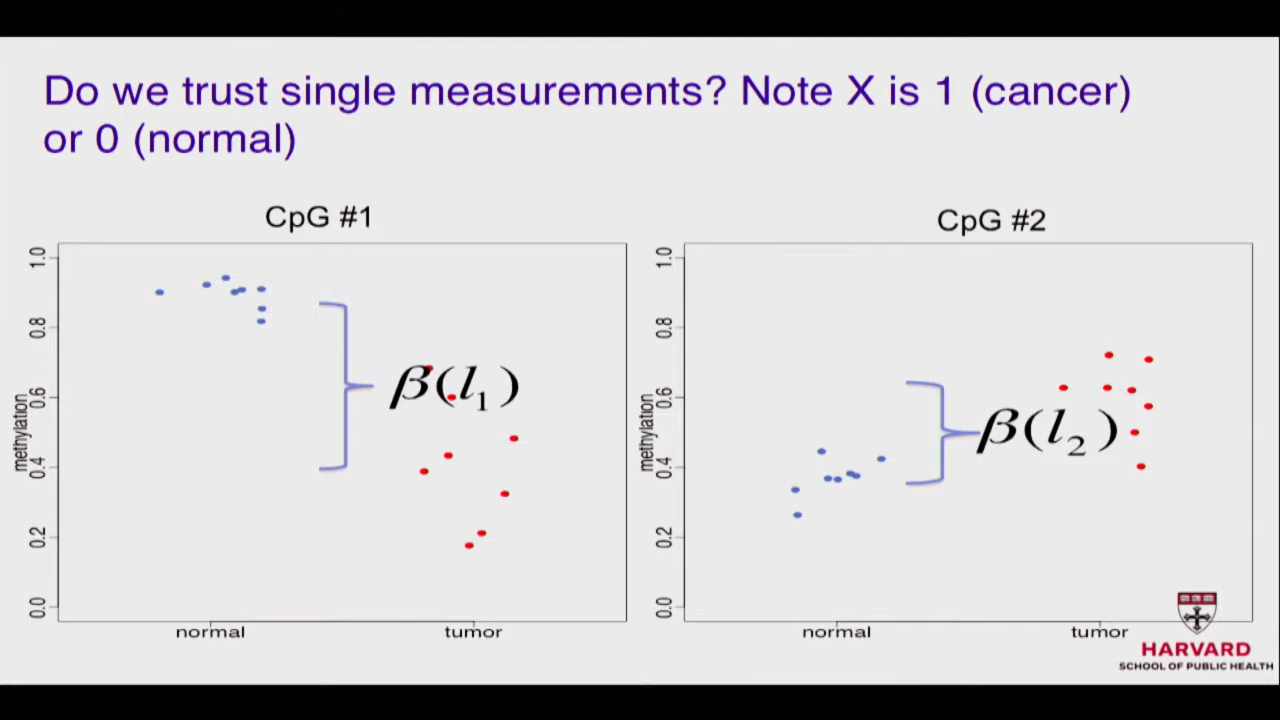 Do we trust single measurements? Note X is 1 (cancer)
or 0 (normal)
CpG #1
methylation
1.0
0.8
0.6
0.4
0.2
0.0
β(l₁)
normal
tumor
CpG #2
methylation
1.0
0.8
0.6
0.4
0.2
0.0
β(l₂)
normal
tumor
HARVARD
SCHOOL OF PUBLIC HEALTH